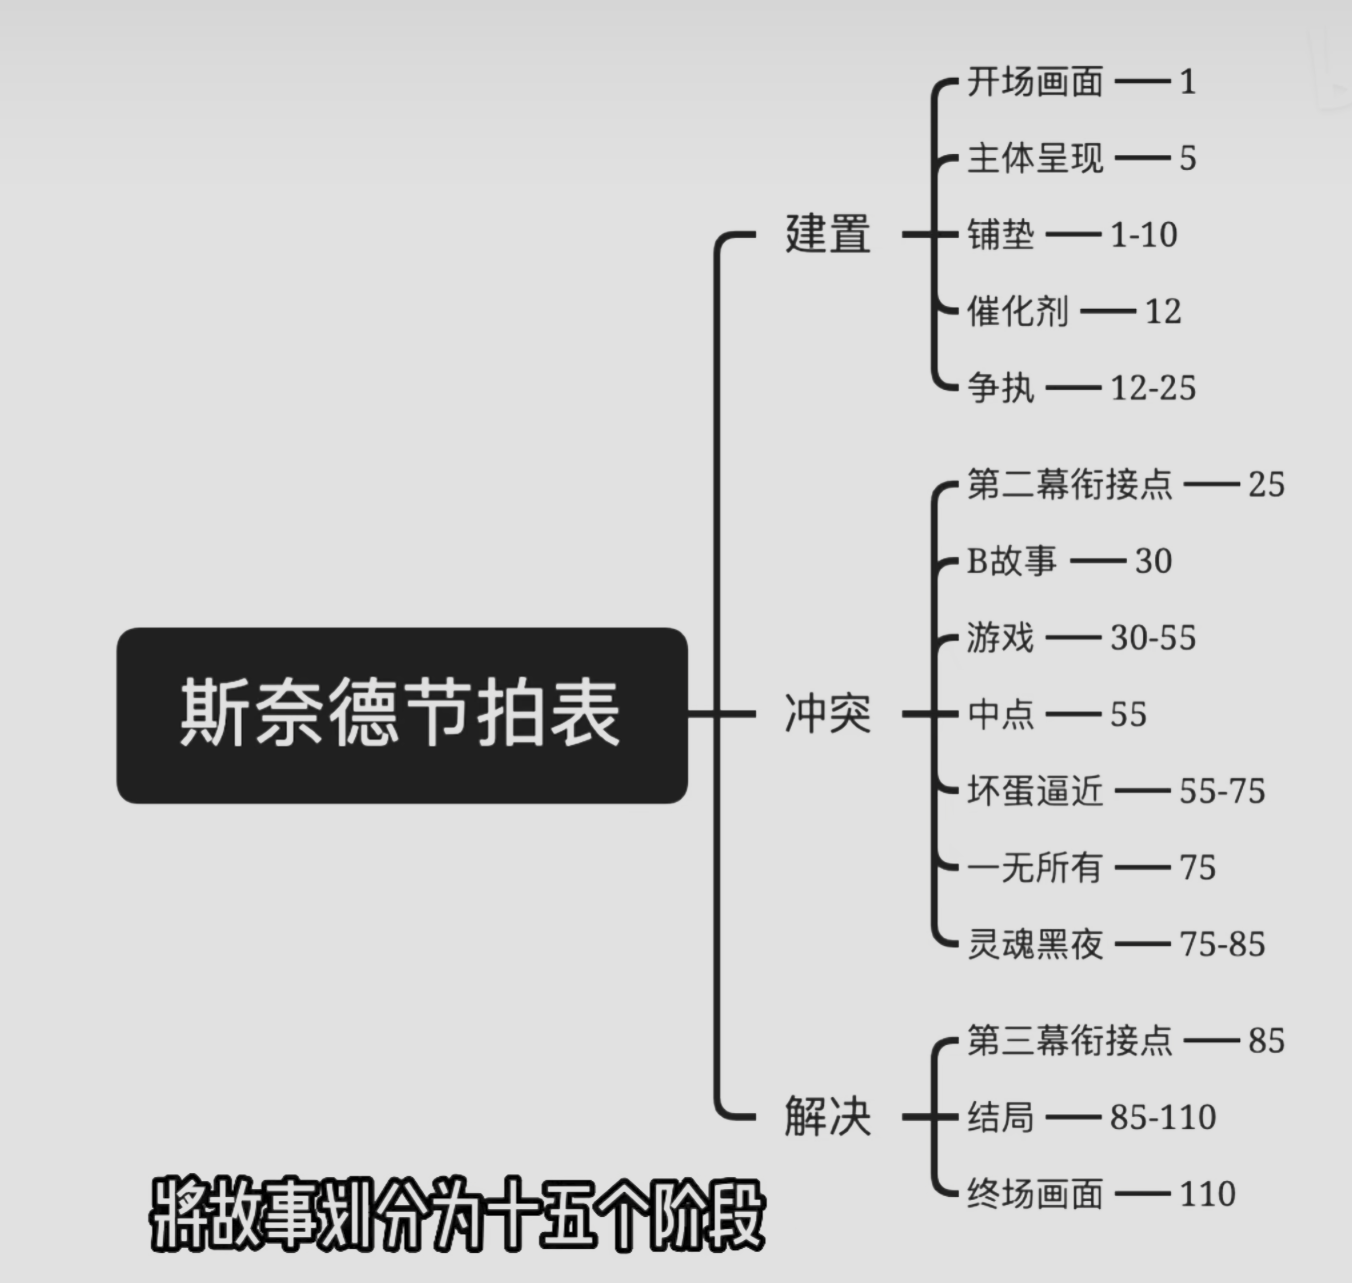 斯奈德节拍表
建置
开场画面 1
主体呈现 5
铺垫 1-10
催化剂 12
争执 12-25
冲突
第二幕衔接点 25
B故事 30
游戏 30-55
中点 55
坏蛋逼近 55-75
一无所有 75
灵魂黑夜 75-85
解决
第三幕衔接点 85
结局 85-110
终场画面 110
將故事划分为十五个阶段